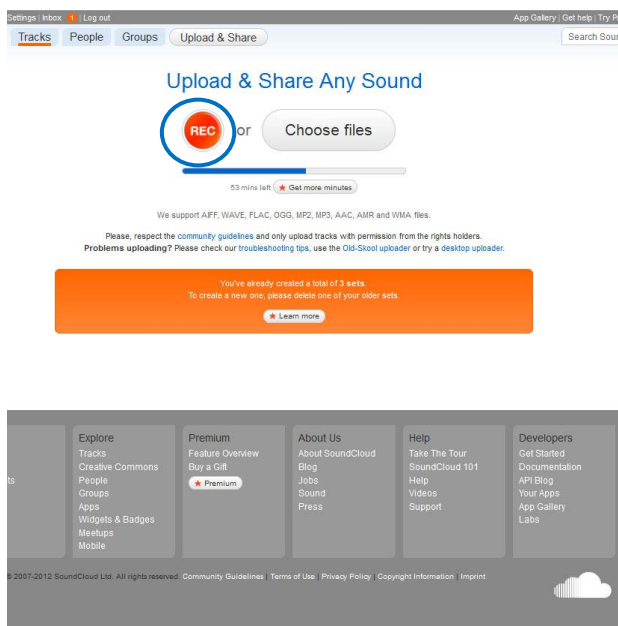 Settings | Inbox 1 | Log out
App Gallery | Get help | Try
Tracks People Groups Upload & Share
Search
Upload & Share Any Sound
REC or Choose files
53 mins left ★ Get more minutes
We support AIFF, WAVE, FLAC, OGG, MP2, MP3, AAC, AMR and WMA files.
Please, respect the community guidelines and only upload tracks with permission from the rights holders.
Problems uploading? Please check our troubleshooting tips, use the Old-Skool uploader or try a desktop uploader.
You've already created a total of 3 sets.
To create a new one, please delete one of your older sets.
★ Learn more
Explore
Tracks
Creative Commons
People
Groups
Apps
Widgets & Badges
Meetups
Mobile
Premium
Feature Overview
Buy a Gift
★ Premium
About Us
About SoundCloud
Blog
Jobs
Sound
Press
Help
Take The Tour
SoundCloud 101
Help
Videos
Support
Developers
Get Started
Documentation
API Blog
Your Apps
App Gallery
Labs
© 2007-2012 SoundCloud Ltd. All rights reserved. Community Guidelines | Terms of Use | Privacy Policy | Copyright Information | Imprint